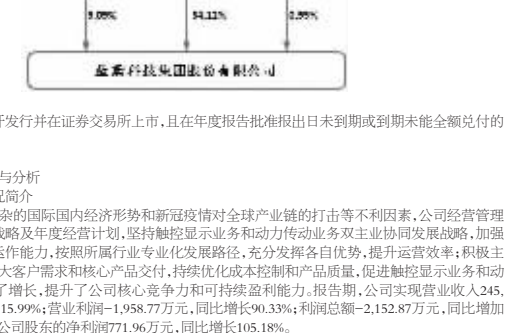 9.09% 54.12% 0.99%
蓝黛科技集团股份有限公司
开发行并在证券交易所上市,且在年度报告批准报出日未到期或到期未能全额兑付的
与分析
况简介
杂的国际国内经济形势和新冠疫情对全球产业链的打击等不利因素,公司经营管理
战略及年度经营计划,坚持触控显示业务和动力传动业务双主业协同发展战略,加强
运作能力,按照所属行业专业化发展路径,充分发挥各自优势,提升运营效率;积极主
大客户需求和核心产品交付,持续优化成本控制和产品质量,促进触控显示业务和动
了增长,提升了公司核心竞争力和可持续盈利能力。报告期,公司实现营业收入245,
15.99%;营业利润-1,958.77万元,同比增长90.33%;利润总额-2,152.87万元,同比增加
公司股东的净利润771.96万元,同比增长105.18%。